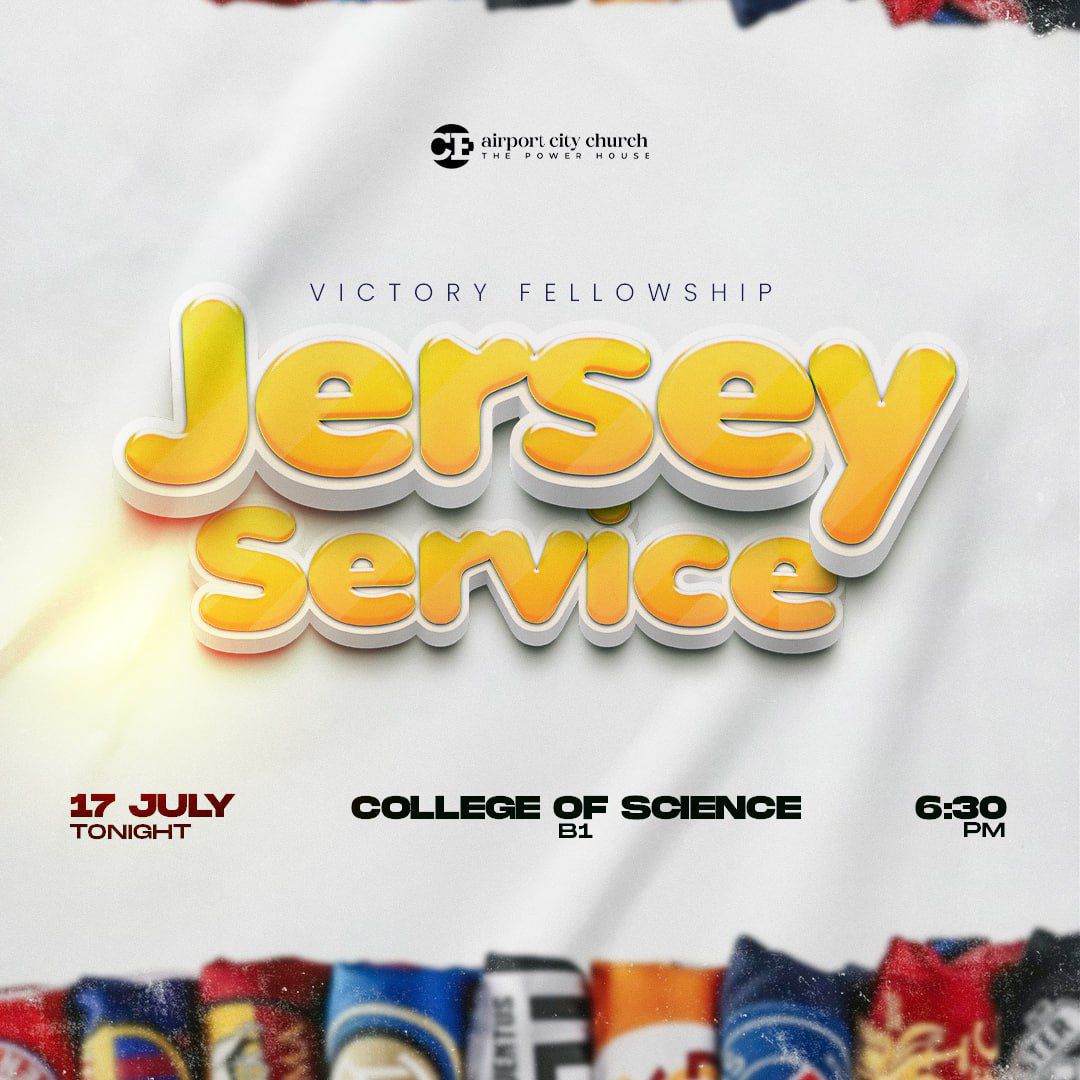 CE airport city church
THE POWER HOUSE
VICTORY FELLOWSHIP
Jersey
Service
17 JULY
TONIGHT
COLLEGE OF SCIENCE
B1
6:30
PM